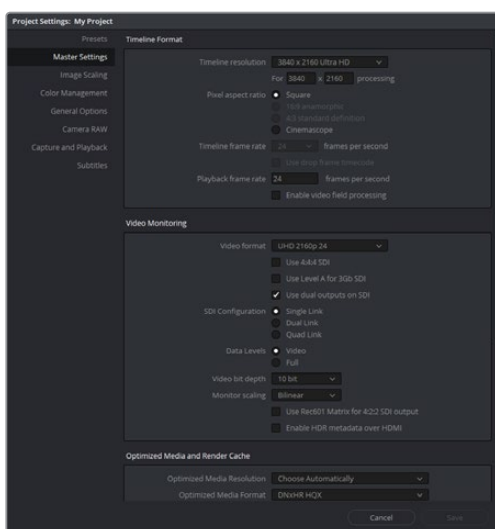 Project Settings: My Project
Presets
Master Settings
Image Scaling
Color Management
General Options
Camera RAW
Capture and Playback
Subtitles
Timeline Format
Timeline resolution 3840 x 2160 Ultra HD
For 3840 x 2160 processing
Pixel aspect ratio Square
16:9 anamorphic
4:3 standard definition
Cinemascope
Timeline frame rate 24 frames per second
Use drop frame timecode
Playback frame rate 24 frames per second
Enable video field processing
Video Monitoring
Video format UHD 2160p 24
Use 4:4:4 SDI
Use Level A for 3Gb SDI
Use dual outputs on SDI
SDI Configuration Single Link
Dual Link
Quad Link
Data Levels Video
Full
Video bit depth 10 bit
Monitor scaling Bilinear
Use Rec601 Matrix for 4:2:2 SDI output
Enable HDR metadata over HDMI
Optimized Media and Render Cache
Optimized Media Resolution Choose Automatically
Optimized Media Format DNxHR HQX
Cancel Save